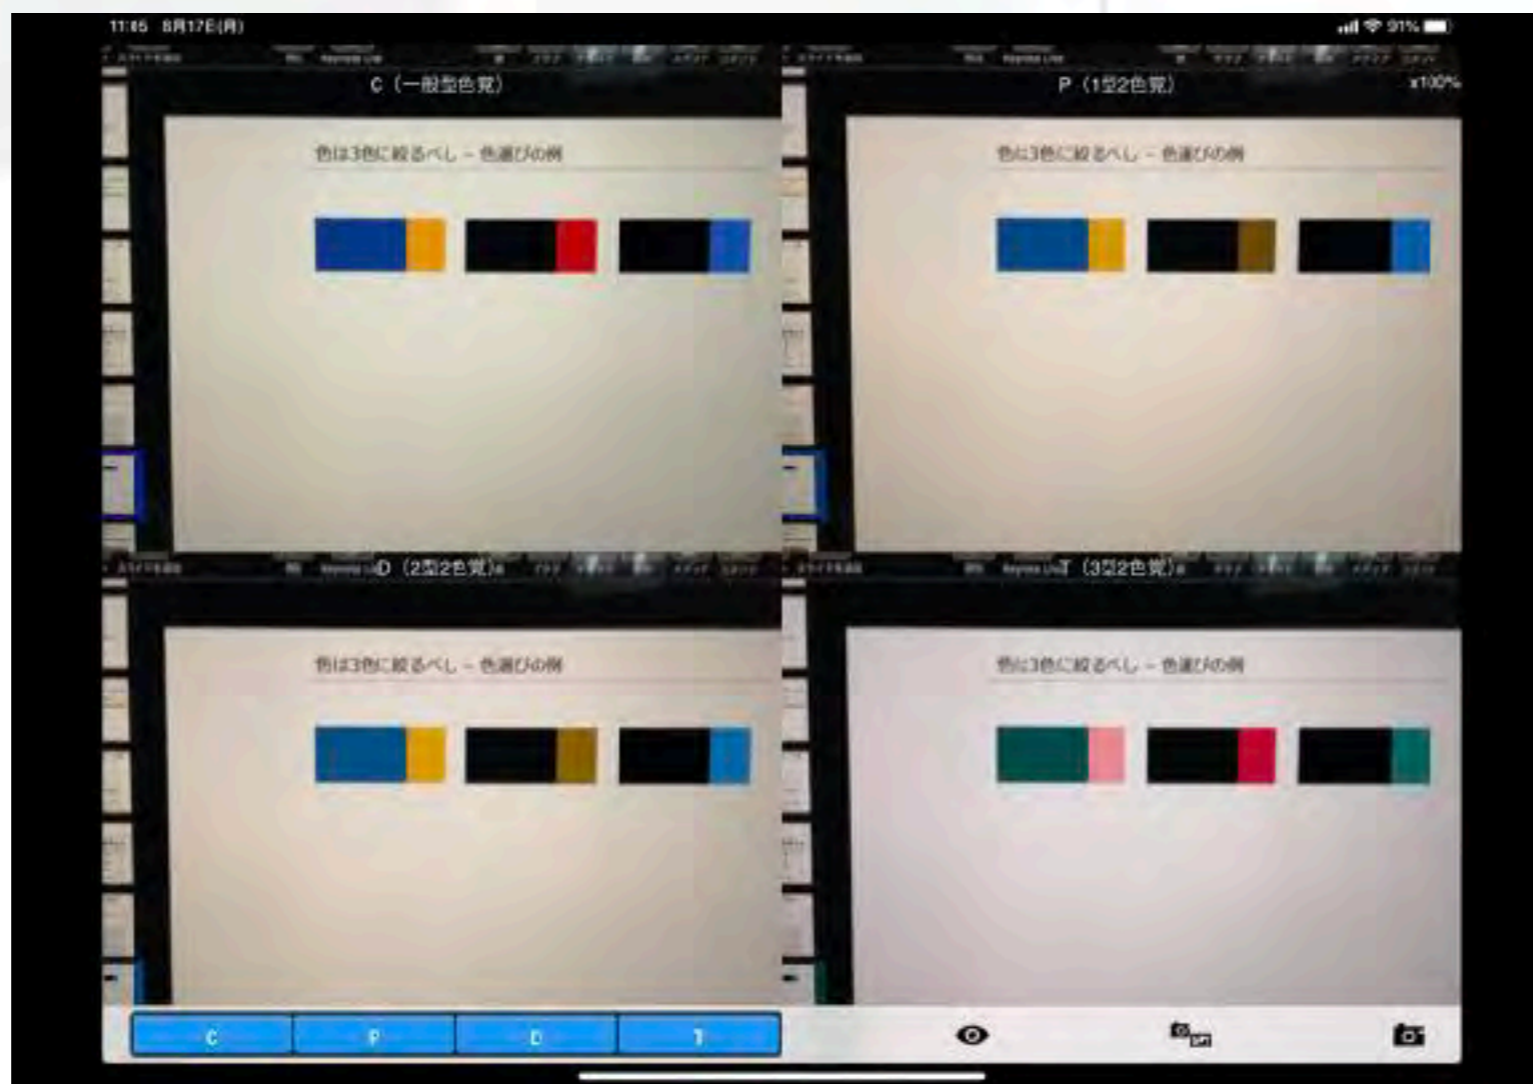 11:05 8月17日(月)
91%
C（一般型色覚）
色は3色に絞るべし – 色選びの例
P（1型2色覚）
x100%
色は3色に絞るべし – 色選びの例
D（2型2色覚）
色は3色に絞るべし – 色選びの例
T（3型2色覚）
色は3色に絞るべし – 色選びの例
C
P
D
T